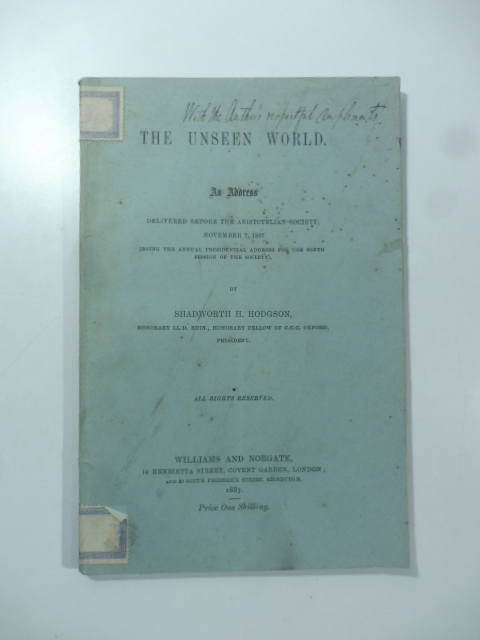 With the Author's respectful compliments.
THE UNSEEN WORLD.
An Address
DELIVERED BEFORE THE ARISTOTELIAN SOCIETY,
NOVEMBER 7, 1887
(BEING THE ANNUAL PRESIDENTIAL ADDRESS FOR THE NINTH
SESSION OF THE SOCIETY),
BY
SHADWORTH H. HODGSON,
HONORARY LL.D. EDIN., HONORARY FELLOW OF C.C.C. OXFORD,
PRESIDENT.
ALL RIGHTS RESERVED.
WILLIAMS AND NORGATE,
14 HENRIETTA STREET, COVENT GARDEN, LONDON;
AND 20 SOUTH FREDERICK STREET, EDINBURGH.
1887.
Price One Shilling.